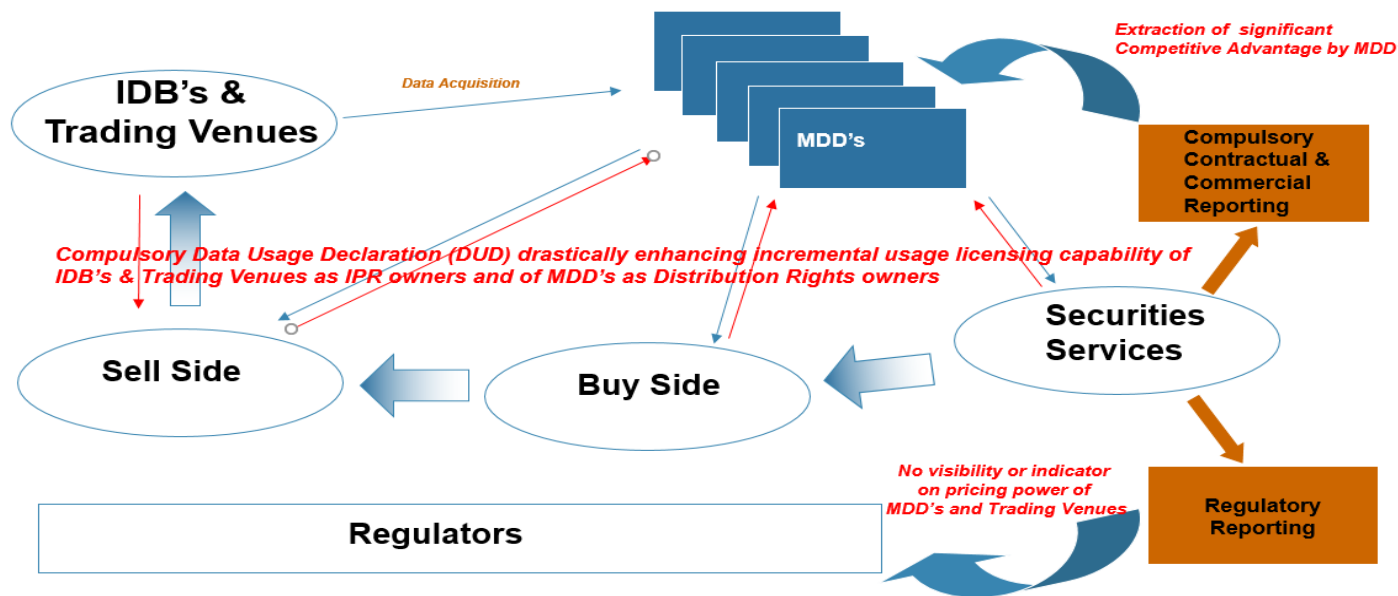 Extraction of significant
Competitive Advantage by MDD
IDB's &
Trading Venues
Data Acquisition
MDD's
Compulsory
Contractual &
Commercial
Reporting
Compulsory Data Usage Declaration (DUD) drastically enhancing incremental usage licensing capability of
IDB's & Trading Venues as IPR owners and of MDD's as Distribution Rights owners
Sell Side
Buy Side
Securities
Services
No visibility or indicator
on pricing power of
MDD's and Trading Venues
Regulators
Regulatory
Reporting